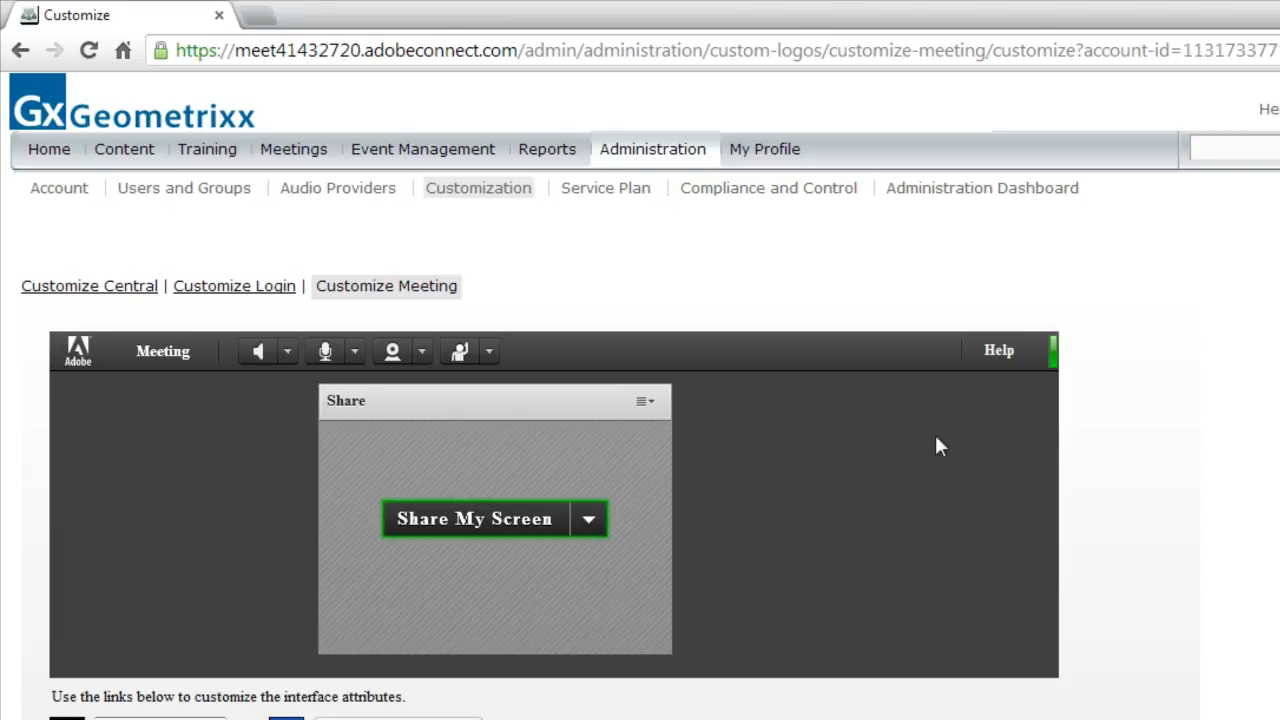 Customize
https://meet41432720.adobeconnect.com/admin/administration/custom-logos/customize-meeting/customize?account-id=113173377
Gx Geometrixx
He
Home Content Training Meetings Event Management Reports Administration My Profile
Account Users and Groups Audio Providers Customization Service Plan Compliance and Control Administration Dashboard
Customize Central | Customize Login | Customize Meeting
Adobe Meeting Help
Share
Share My Screen
Use the links below to customize the interface attributes.